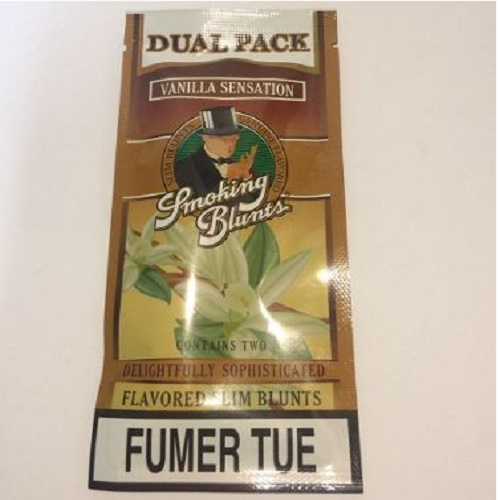 DUAL PACK
VANILLA SENSATION
Smoking
Blunts
CONTAINS TWO
DELIGHTFULLY SOPHISTICATED
FLAVORED SLIM BLUNTS
FUMER TUE